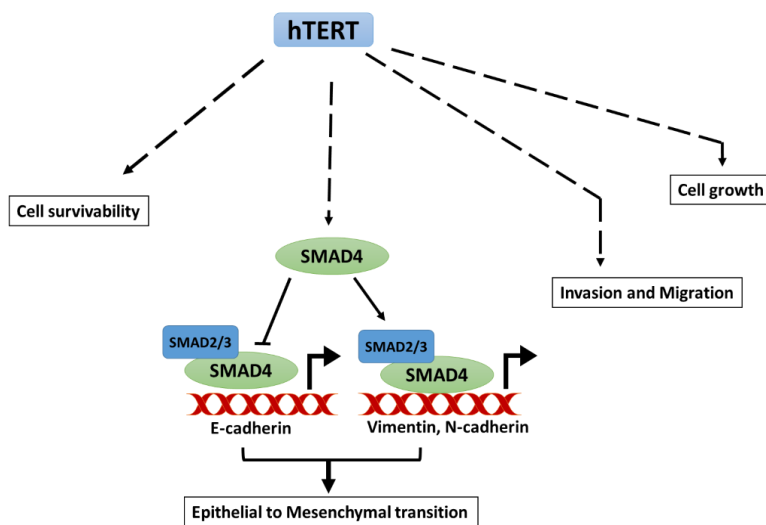 hTERT
Cell survivability
Cell growth
SMAD4
Invasion and Migration
SMAD2/3
SMAD4
SMAD2/3
SMAD4
E-cadherin
Vimentin, N-cadherin
Epithelial to Mesenchymal transition